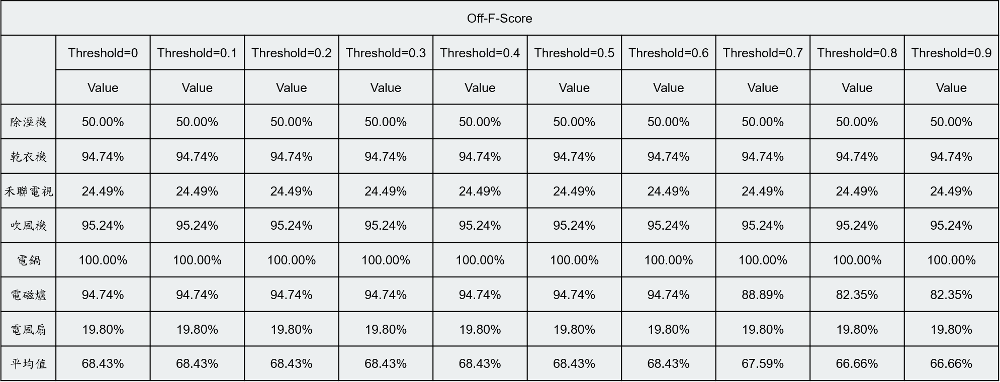 Off-F-Score
Threshold=0 Threshold=0.1 Threshold=0.2 Threshold=0.3 Threshold=0.4 Threshold=0.5 Threshold=0.6 Threshold=0.7 Threshold=0.8 Threshold=0.9
Value Value Value Value Value Value Value Value Value Value
除溼機 50.00% 50.00% 50.00% 50.00% 50.00% 50.00% 50.00% 50.00% 50.00% 50.00%
乾衣機 94.74% 94.74% 94.74% 94.74% 94.74% 94.74% 94.74% 94.74% 94.74% 94.74%
禾聯電視 24.49% 24.49% 24.49% 24.49% 24.49% 24.49% 24.49% 24.49% 24.49% 24.49%
吹風機 95.24% 95.24% 95.24% 95.24% 95.24% 95.24% 95.24% 95.24% 95.24% 95.24%
電鍋 100.00% 100.00% 100.00% 100.00% 100.00% 100.00% 100.00% 100.00% 100.00% 100.00%
電磁爐 94.74% 94.74% 94.74% 94.74% 94.74% 94.74% 94.74% 88.89% 82.35% 82.35%
電風扇 19.80% 19.80% 19.80% 19.80% 19.80% 19.80% 19.80% 19.80% 19.80% 19.80%
平均值 68.43% 68.43% 68.43% 68.43% 68.43% 68.43% 68.43% 67.59% 66.66% 66.66%